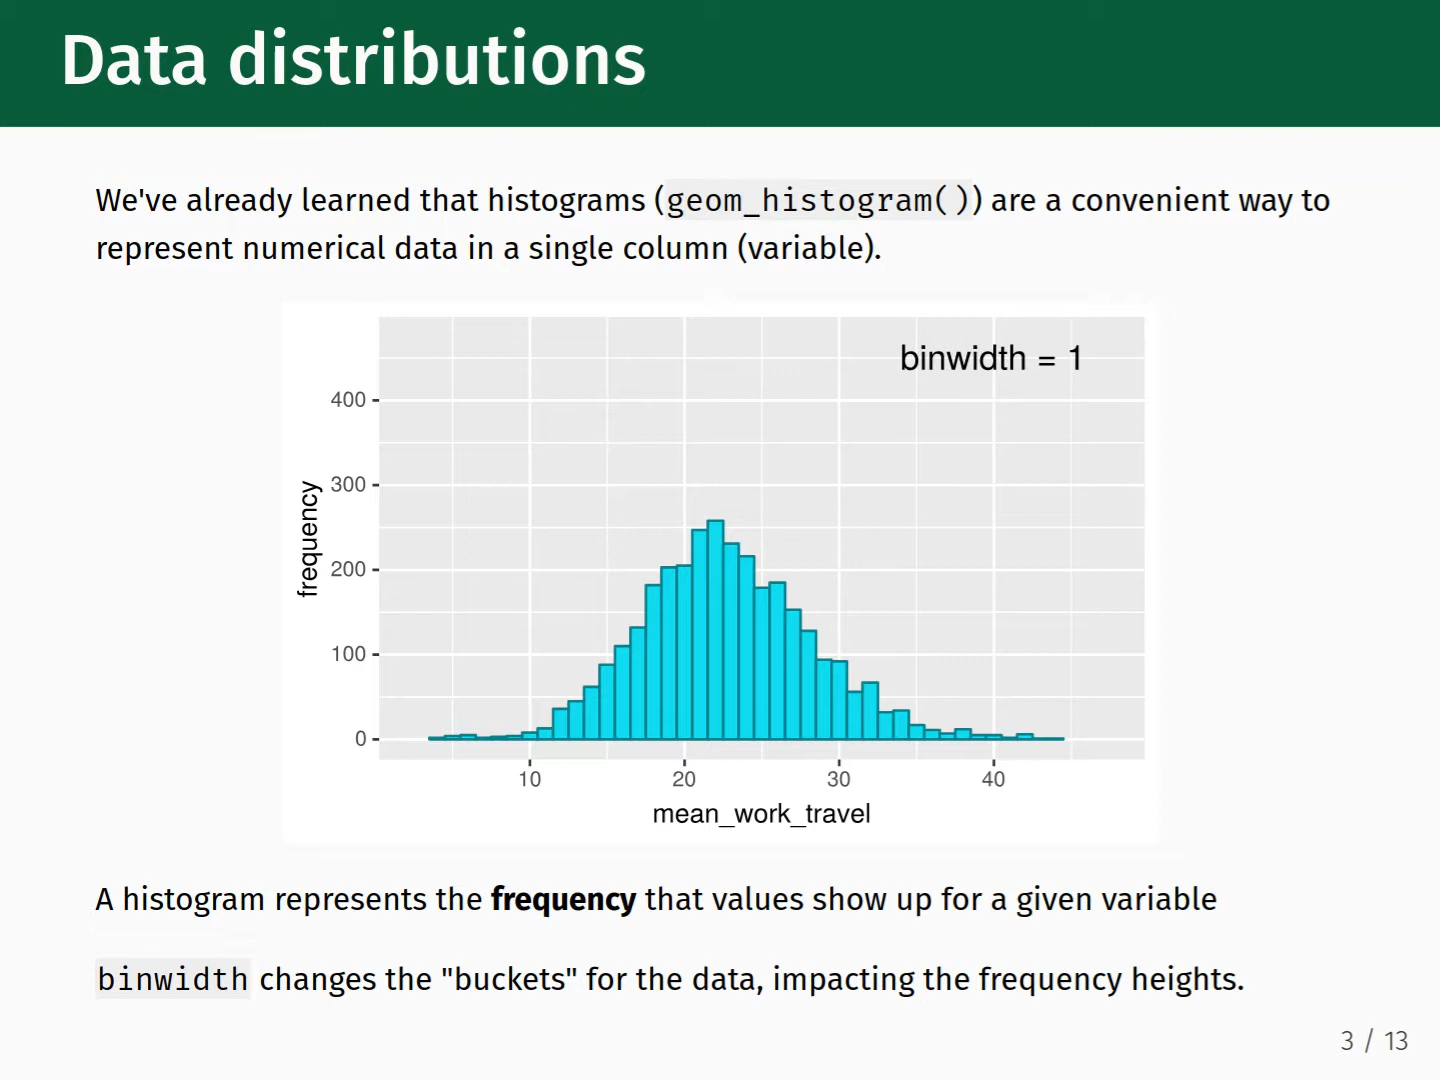 Data distributions
We've already learned that histograms (geom_histogram()) are a convenient way to
represent numerical data in a single column (variable).
binwidth = 1
400
300
200
100
0
frequency
10 20 30 40
mean_work_travel
A histogram represents the frequency that values show up for a given variable
binwidth changes the "buckets" for the data, impacting the frequency heights.
3 / 13